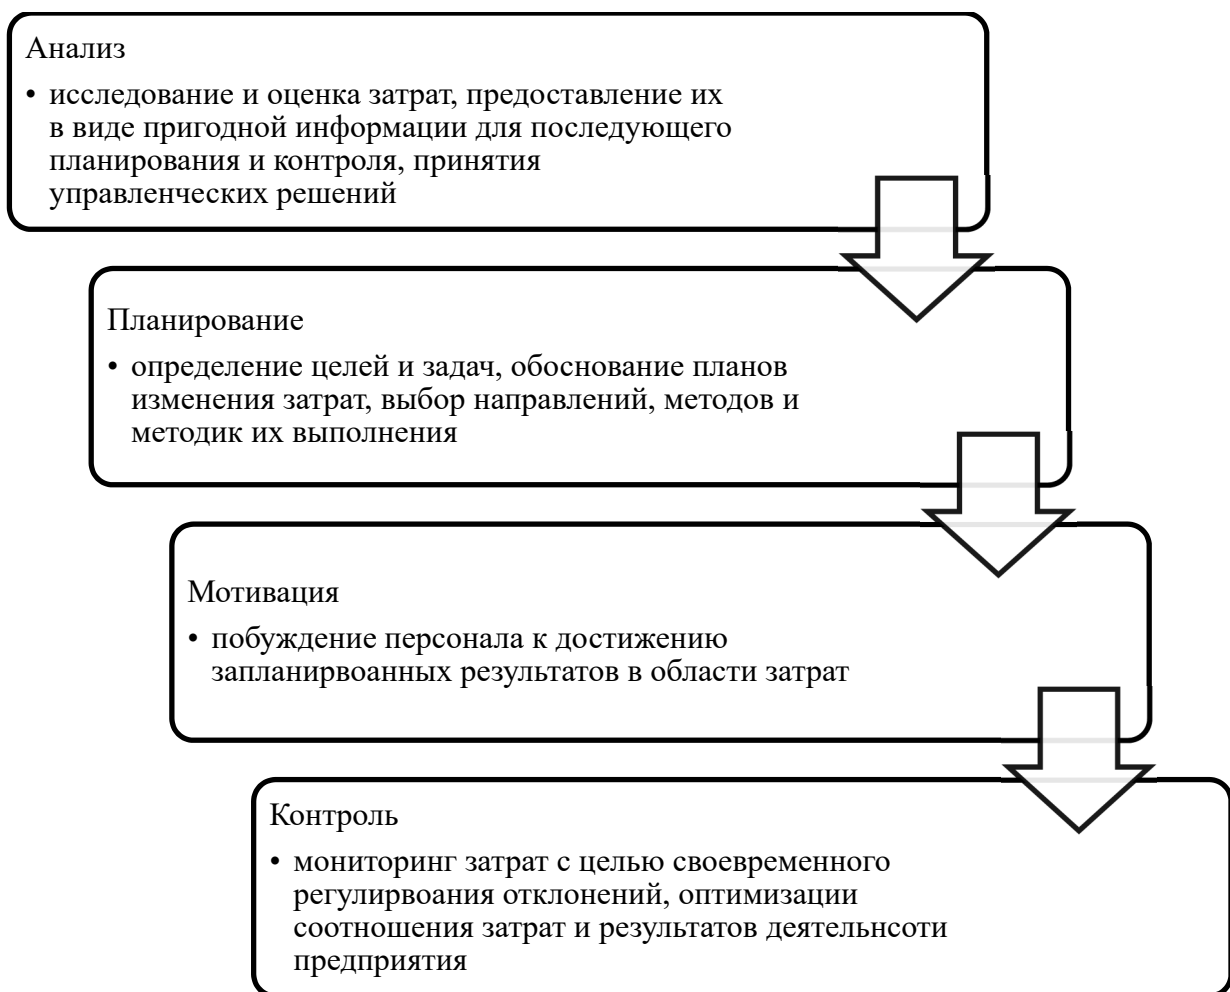 Анализ
• исследование и оценка затрат, предоставление их
в виде пригодной информации для последующего
планирования и контроля, принятия
управленческих решений
Планирование
• определение целей и задач, обоснование планов
изменения затрат, выбор направлений, методов и
методик их выполнения
Мотивация
• побуждение персонала к достижению
запланирвоанных результатов в области затрат
Контроль
• мониторинг затрат с целью своевременного
регулирвоания отклонений, оптимизации
соотношения затрат и результатов деятельнсоти
предприятия